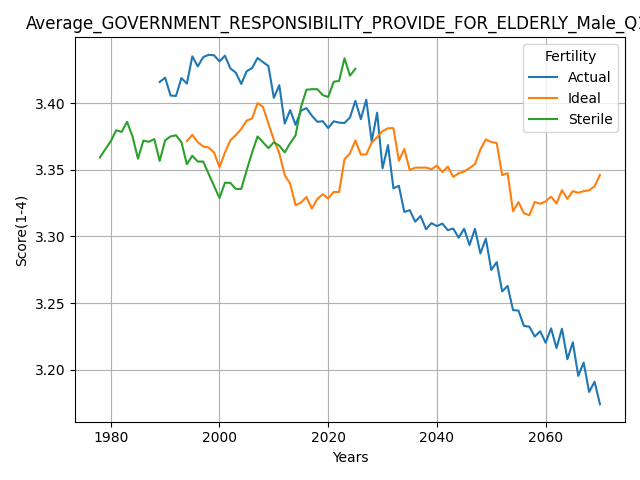 Average_GOVERNMENT_RESPONSIBILITY_PROVIDE_FOR_ELDERLY_Male_Q
Fertility
Actual
Ideal
Sterile
Score(1-4)
3.40
3.35
3.30
3.25
3.20
1980
2000
2020
2040
2060
Years